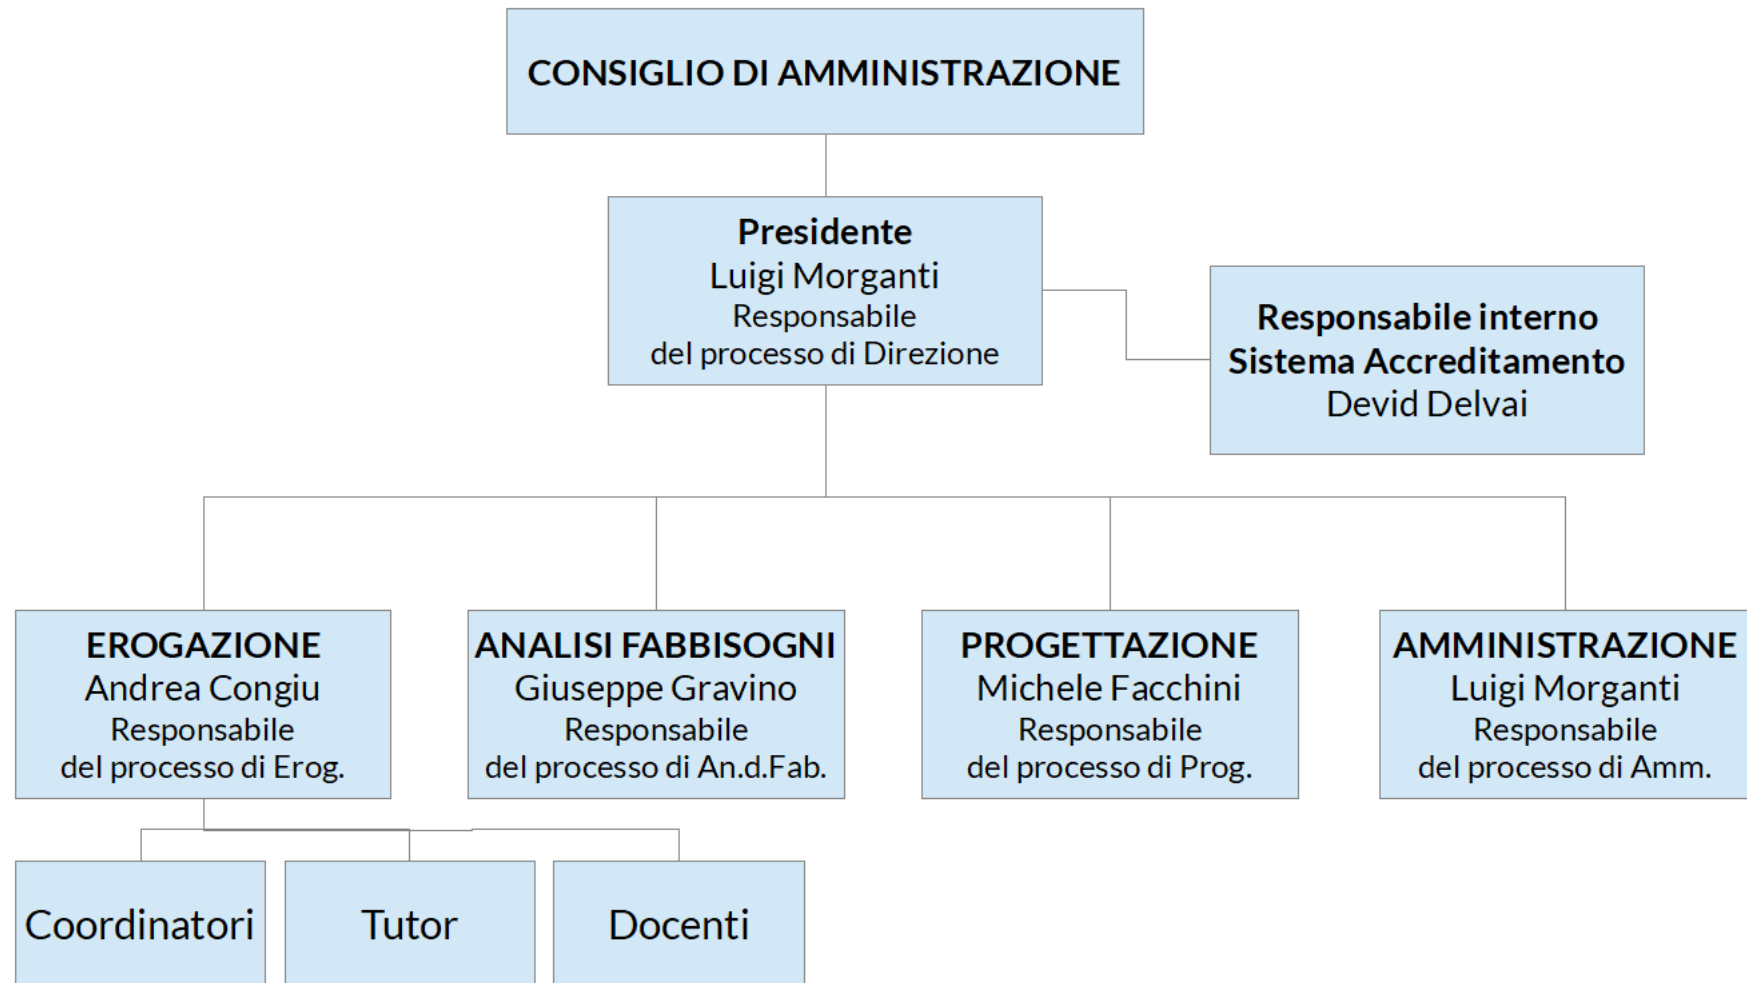 CONSIGLIO DI AMMINISTRAZIONE
Presidente
Luigi Morganti
Responsabile
del processo di Direzione
Responsabile interno
Sistema Accreditamento
Devid Delvai
EROGAZIONE
Andrea Congiu
Responsabile
del processo di Erog.
ANALISI FABBISOGNI
Giuseppe Gravino
Responsabile
del processo di An.d.Fab.
PROGETTAZIONE
Michele Facchini
Responsabile
del processo di Prog.
AMMINISTRAZIONE
Luigi Morganti
Responsabile
del processo di Amm.
Coordinatori
Tutor
Docenti